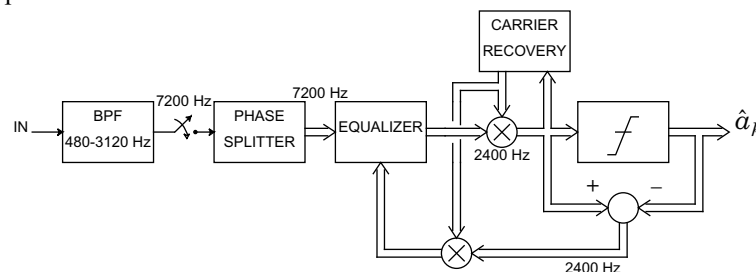 CARRIER
RECOVERY
7200 Hz
7200 Hz
IN
BPF
480-3120 Hz
PHASE
SPLITTER
EQUALIZER
2400 Hz
+
−
2400 Hz